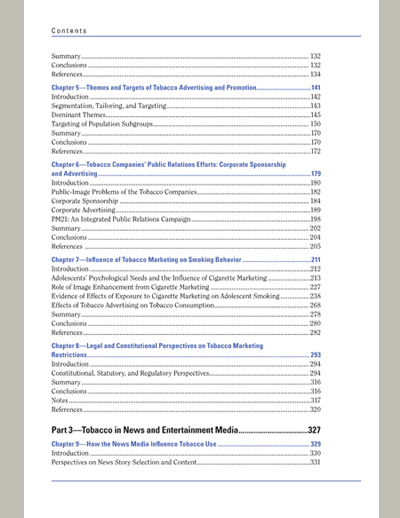 Contents
Summary 132
Conclusions 132
References 134
Chapter 5—Themes and Targets of Tobacco Advertising and Promotion 141
Introduction 142
Segmentation, Tailoring, and Targeting 143
Dominant Themes 145
Targeting of Population Subgroups 150
Summary 170
Conclusions 170
References 172
Chapter 6—Tobacco Companies' Public Relations Efforts: Corporate Sponsorship
and Advertising 179
Introduction 180
Public-Image Problems of the Tobacco Companies 182
Corporate Sponsorship 184
Corporate Advertising 189
PM21: An Integrated Public Relations Campaign 198
Summary 202
Conclusions 204
References 205
Chapter 7—Influence of Tobacco Marketing on Smoking Behavior 211
Introduction 212
Adolescents' Psychological Needs and the Influence of Cigarette Marketing 213
Role of Image Enhancement from Cigarette Marketing 227
Evidence of Effects of Exposure to Cigarette Marketing on Adolescent Smoking 238
Effects of Tobacco Advertising on Tobacco Consumption 268
Summary 278
Conclusions 280
References 282
Chapter 8—Legal and Constitutional Perspectives on Tobacco Marketing
Restrictions 293
Introduction 294
Constitutional, Statutory, and Regulatory Perspectives 294
Summary 316
Conclusions 316
Notes 317
References 320
Part 3—Tobacco in News and Entertainment Media 327
Chapter 9—How the News Media Influence Tobacco Use 329
Introduction 330
Perspectives on News Story Selection and Content 331